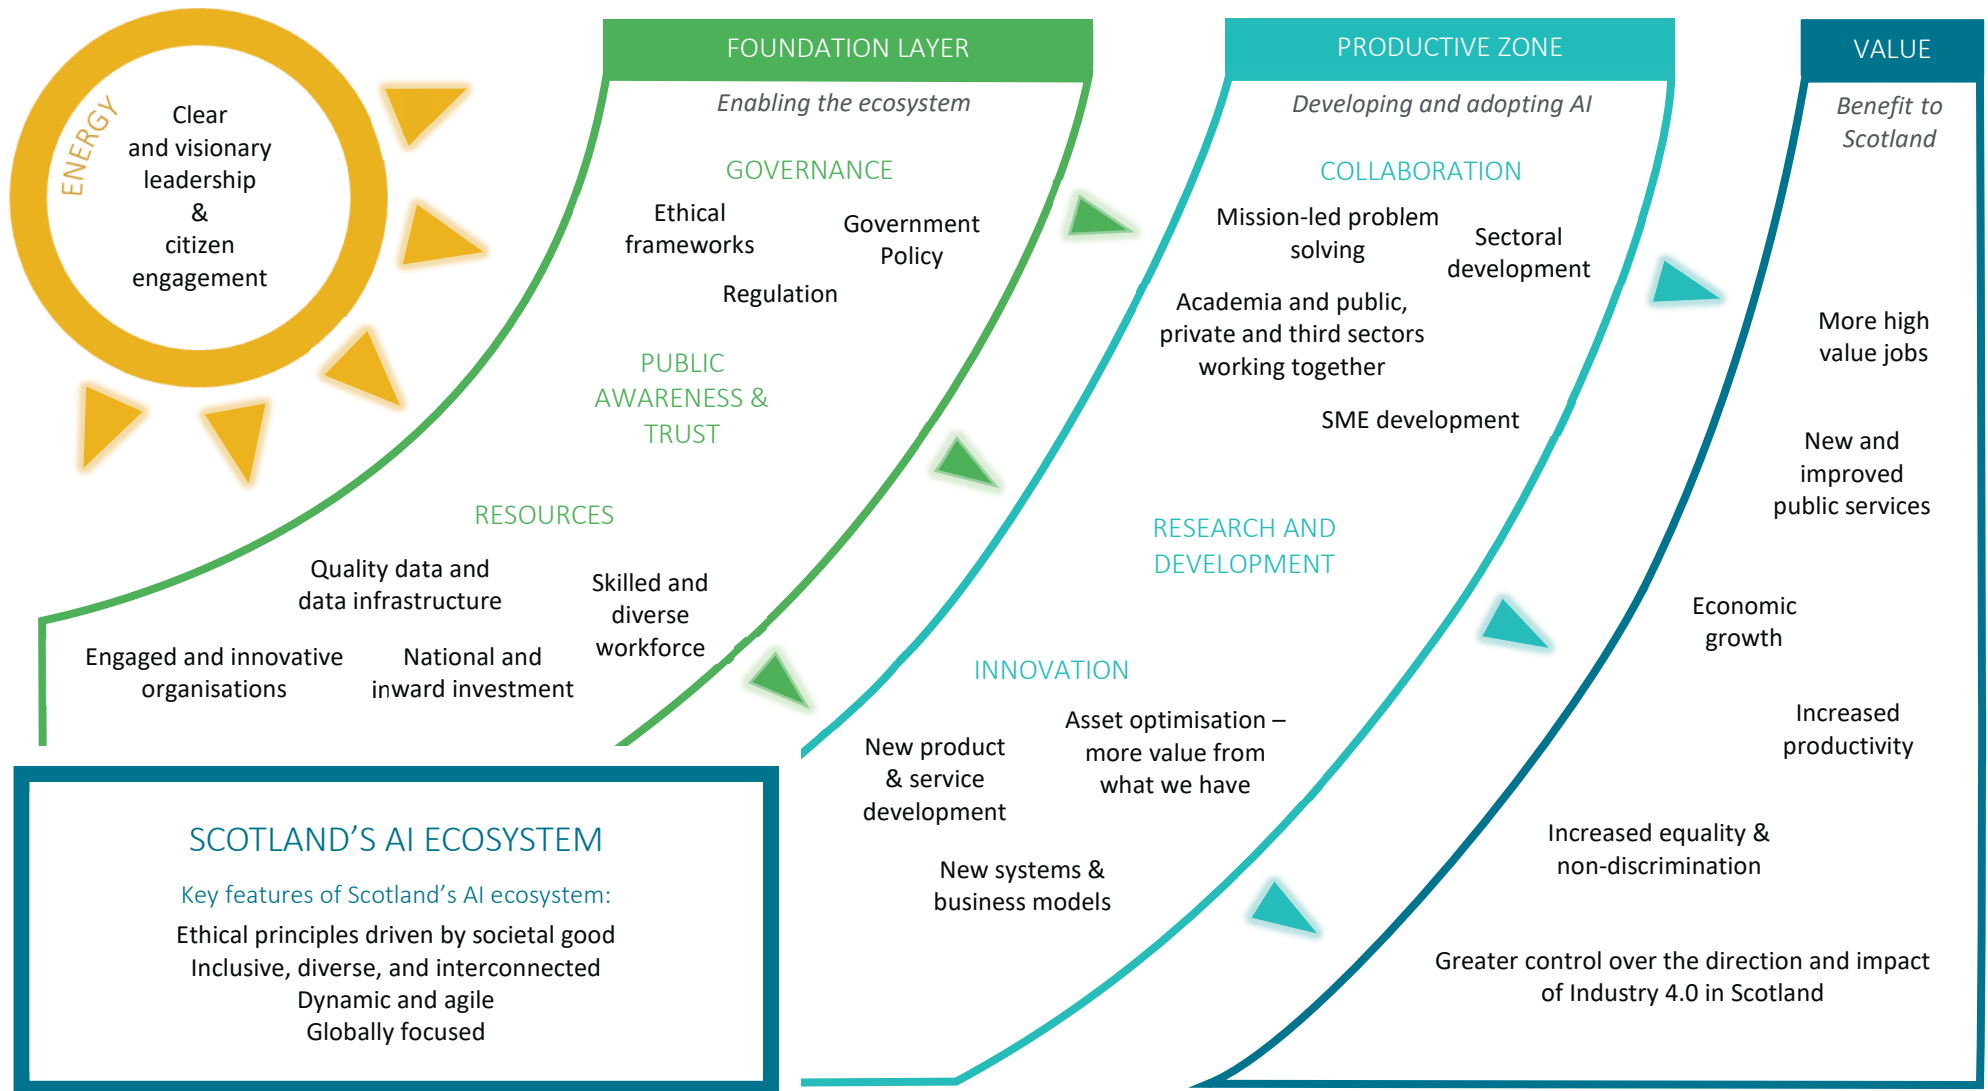 ENERGY
Clear
and visionary
leadership
&
citizen
engagement
FOUNDATION LAYER
Enabling the ecosystem
GOVERNANCE
Ethical
frameworks
Government
Policy
Regulation
PUBLIC
AWARENESS &
TRUST
RESOURCES
Quality data and
data infrastructure
Skilled and
diverse
workforce
Engaged and innovative
organisations
National and
inward investment
PRODUCTIVE ZONE
Developing and adopting AI
COLLABORATION
Mission-led problem
solving
Sectoral
development
Academia and public,
private and third sectors
working together
SME development
RESEARCH AND
DEVELOPMENT
INNOVATION
New product
& service
development
Asset optimisation –
more value from
what we have
New systems &
business models
VALUE
Benefit to
Scotland
More high
value jobs
New and
improved
public services
Economic
growth
Increased
productivity
Increased equality &
non-discrimination
Greater control over the direction and impact
of Industry 4.0 in Scotland
SCOTLAND’S AI ECOSYSTEM
Key features of Scotland’s AI ecosystem:
Ethical principles driven by societal good
Inclusive, diverse, and interconnected
Dynamic and agile
Globally focused